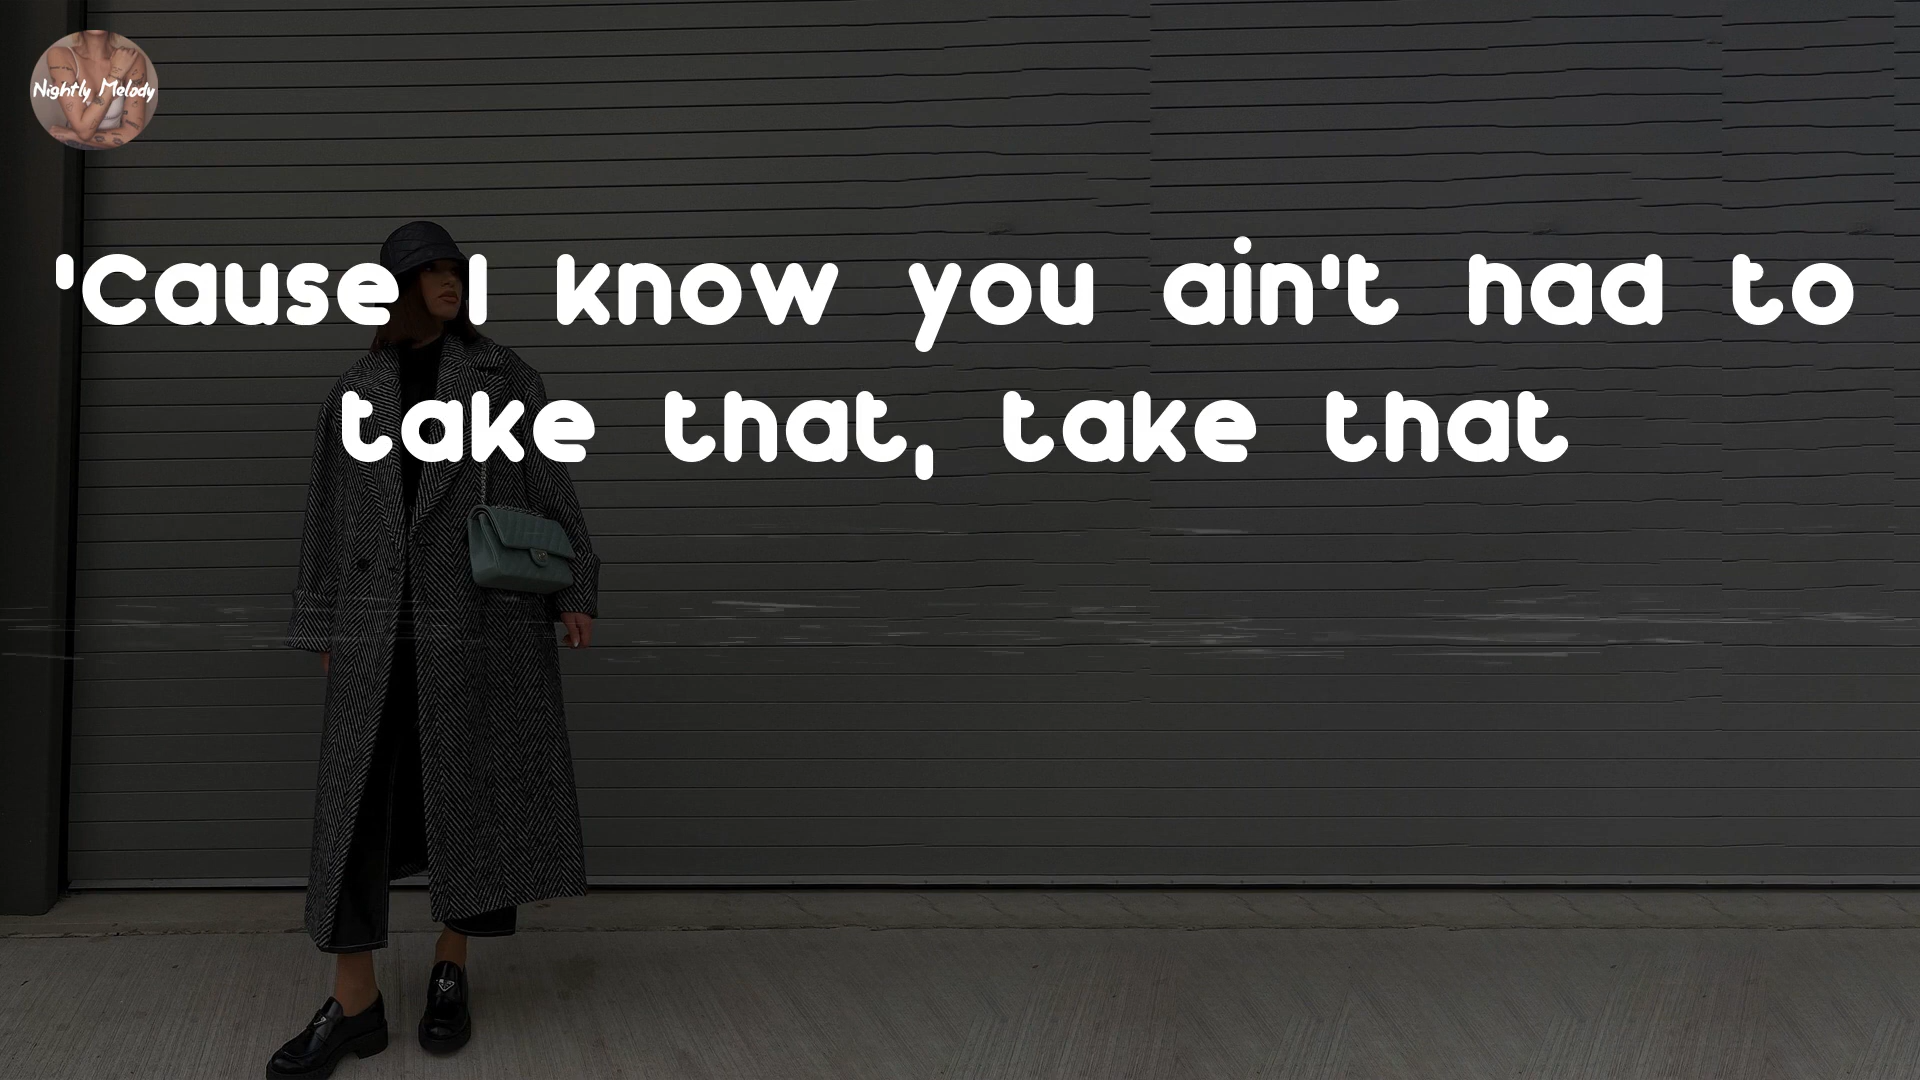 Nightly Melody
'Cause I know you ain't had to
take that, take that